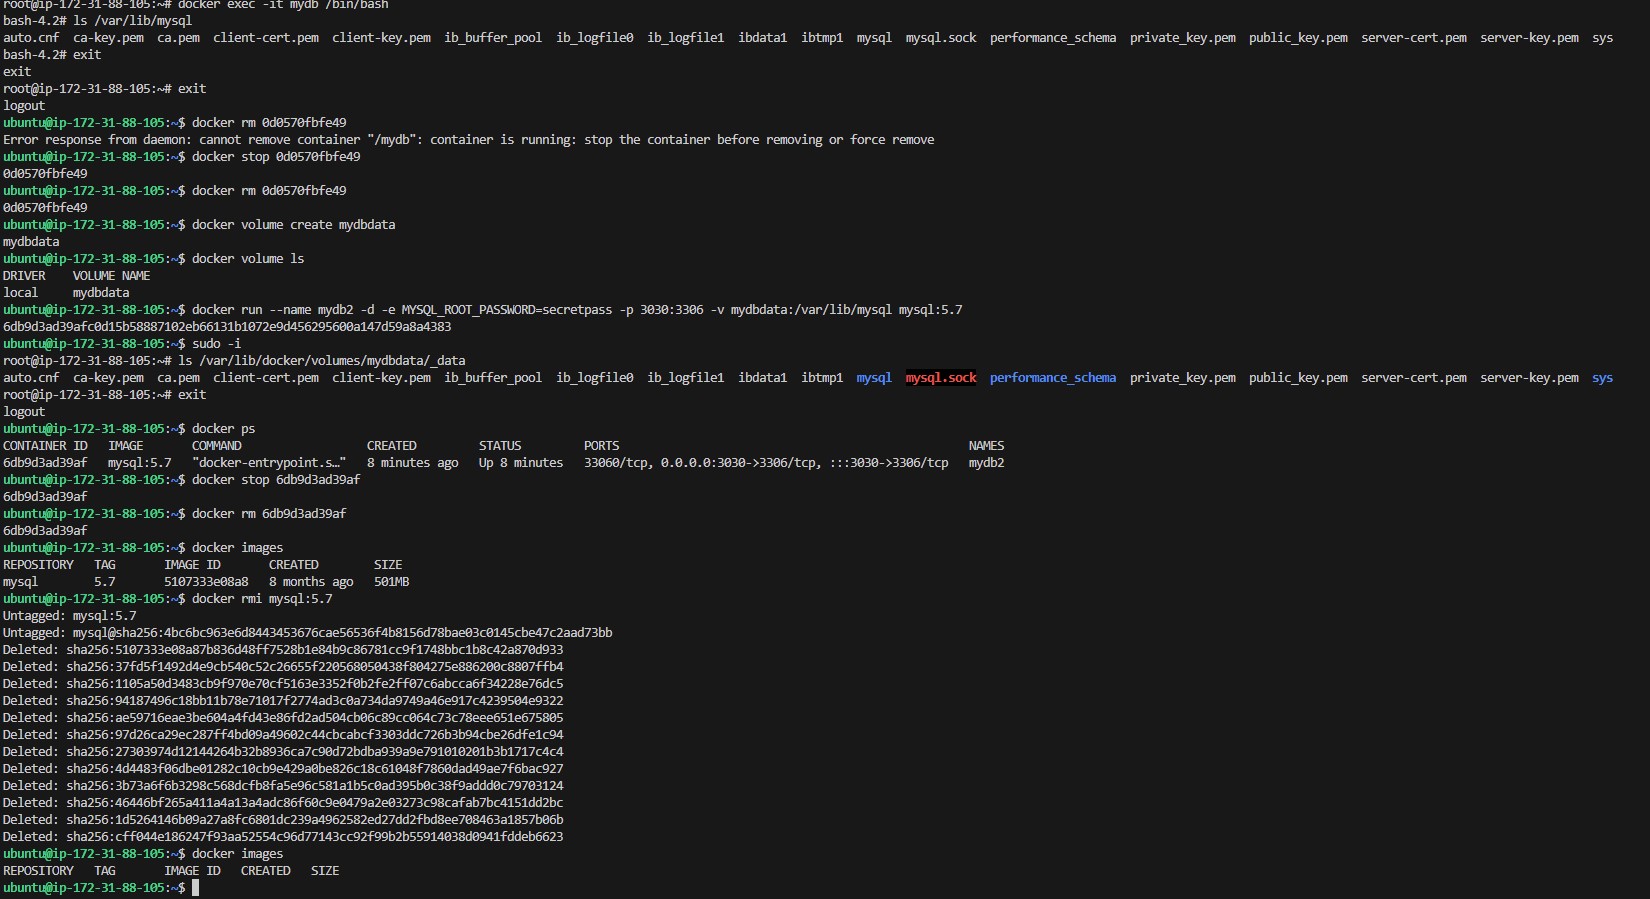 root@ip-172-31-88-105:~# docker exec -it mydb /bin/bash
bash-4.2# ls /var/lib/mysql
auto.cnf  ca-key.pem  ca.pem  client-cert.pem  client-key.pem  ib_buffer_pool  ib_logfile0  ib_logfile1  ibdata1  ibtmp1  mysql  mysql.sock  performance_schema  private_key.pem  public_key.pem  server-cert.pem  server-key.pem  sys
bash-4.2# exit
exit
root@ip-172-31-88-105:~# exit
logout
ubuntu@ip-172-31-88-105:~$ docker rm 0d0570fbfe49
Error response from daemon: cannot remove container "/mydb": container is running: stop the container before removing or force remove
ubuntu@ip-172-31-88-105:~$ docker stop 0d0570fbfe49
0d0570fbfe49
ubuntu@ip-172-31-88-105:~$ docker rm 0d0570fbfe49
0d0570fbfe49
ubuntu@ip-172-31-88-105:~$ docker volume create mydbdata
mydbdata
ubuntu@ip-172-31-88-105:~$ docker volume ls
DRIVER    VOLUME NAME
local     mydbdata
ubuntu@ip-172-31-88-105:~$ docker run --name mydb2 -d -e MYSQL_ROOT_PASSWORD=secretpass -p 3030:3306 -v mydbdata:/var/lib/mysql mysql:5.7
6db9d3ad39afc0d15b58887102eb66131b1072e9d456295600a147d59a8a4383
ubuntu@ip-172-31-88-105:~$ sudo -i
root@ip-172-31-88-105:~# ls /var/lib/docker/volumes/mydbdata/_data
auto.cnf  ca-key.pem  ca.pem  client-cert.pem  client-key.pem  ib_buffer_pool  ib_logfile0  ib_logfile1  ibdata1  ibtmp1  mysql  mysql.sock  performance_schema  private_key.pem  public_key.pem  server-cert.pem  server-key.pem  sys
root@ip-172-31-88-105:~# exit
logout
ubuntu@ip-172-31-88-105:~$ docker ps
CONTAINER ID   IMAGE       COMMAND                  CREATED         STATUS         PORTS                                                  NAMES
6db9d3ad39af   mysql:5.7   "docker-entrypoint.s…"   8 minutes ago   Up 8 minutes   33060/tcp, 0.0.0.0:3030->3306/tcp, :::3030->3306/tcp   mydb2
ubuntu@ip-172-31-88-105:~$ docker stop 6db9d3ad39af
6db9d3ad39af
ubuntu@ip-172-31-88-105:~$ docker rm 6db9d3ad39af
6db9d3ad39af
ubuntu@ip-172-31-88-105:~$ docker images
REPOSITORY   TAG       IMAGE ID       CREATED        SIZE
mysql        5.7       5107333e08a8   8 months ago   501MB
ubuntu@ip-172-31-88-105:~$ docker rmi mysql:5.7
Untagged: mysql:5.7
Untagged: mysql@sha256:4bc6bc963e6d8443453676cae56536f4b8156d78bae03c0145cbe47c2aad73bb
Deleted: sha256:5107333e08a87b836d48ff7528b1e84b9c86781cc9f1748bbc1b8c42a870d933
Deleted: sha256:37fd5f1492d4e9cb540c52c26655f220568050438f804275e886200c8807ffb4
Deleted: sha256:1105a50d3483cb9f970e70cf5163e3352f0b2fe2ff07c6abcca6f34228e76dc5
Deleted: sha256:94187496c18bb11b78e71017f2774ad3c0a734da9749a46e917c4239504e9322
Deleted: sha256:ae59716eae3be604a4fd43e86fd2ad504cb06c89cc064c73c78eee651e675805
Deleted: sha256:97d26ca29ec287ff4bd09a49602c44cbcabcf3303ddc726b3b94cbe26dfe1c94
Deleted: sha256:27303974d12144264b32b8936ca7c90d72bdba939a9e791010201b3b1717c4c4
Deleted: sha256:4d4483f06dbe01282c10cb9e429a0be826c18c61048f7860dad49ae7f6bac927
Deleted: sha256:3b73a6f6b3298c568dcfb8fa5e96c581a1b5c0ad395b0c38f9addd0c79703124
Deleted: sha256:46446bf265a411a4a13a4adc86f60c9e0479a2e03273c98cafab7bc4151dd2bc
Deleted: sha256:1d5264146b09a27a8fc6801dc239a4962582ed27dd2fbd8ee708463a1857b06b
Deleted: sha256:cff044e186247f93aa52554c96d77143cc92f99b2b55914038d0941fddeb6623
ubuntu@ip-172-31-88-105:~$ docker images
REPOSITORY   TAG       IMAGE ID   CREATED   SIZE
ubuntu@ip-172-31-88-105:~$